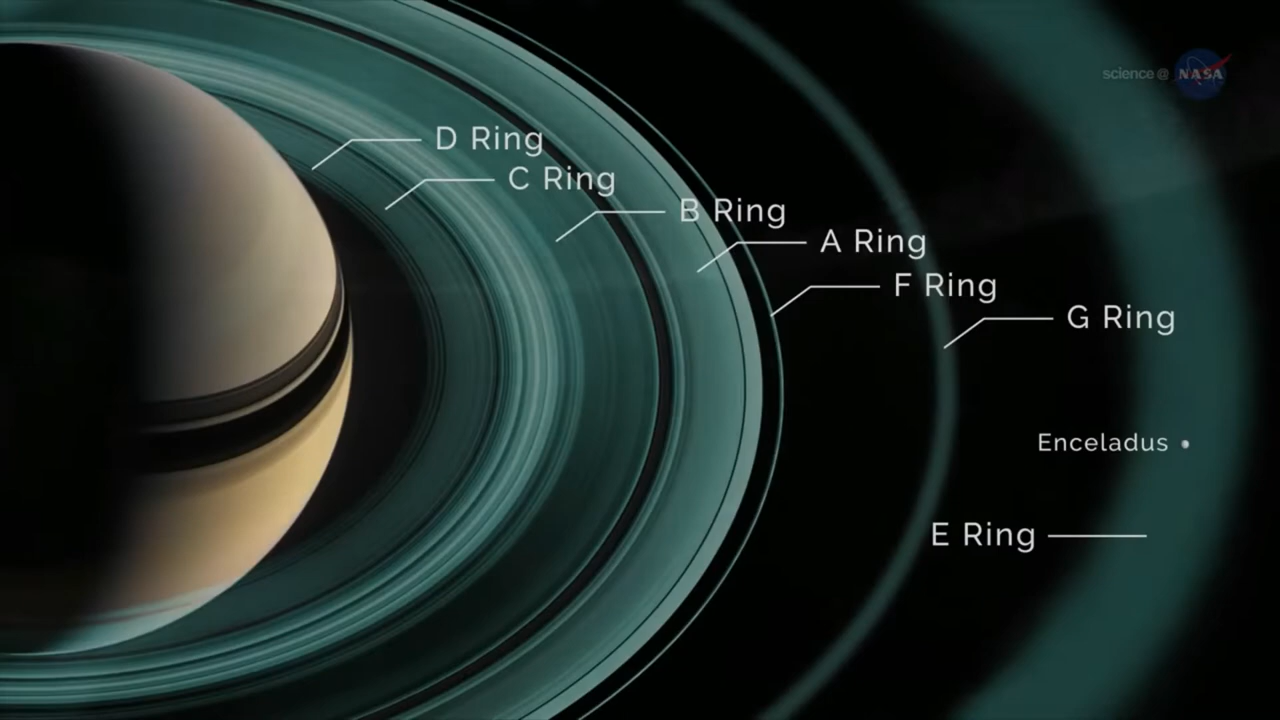 science@ NASA
D Ring
C Ring
B Ring
A Ring
F Ring
G Ring
Enceladus
E Ring